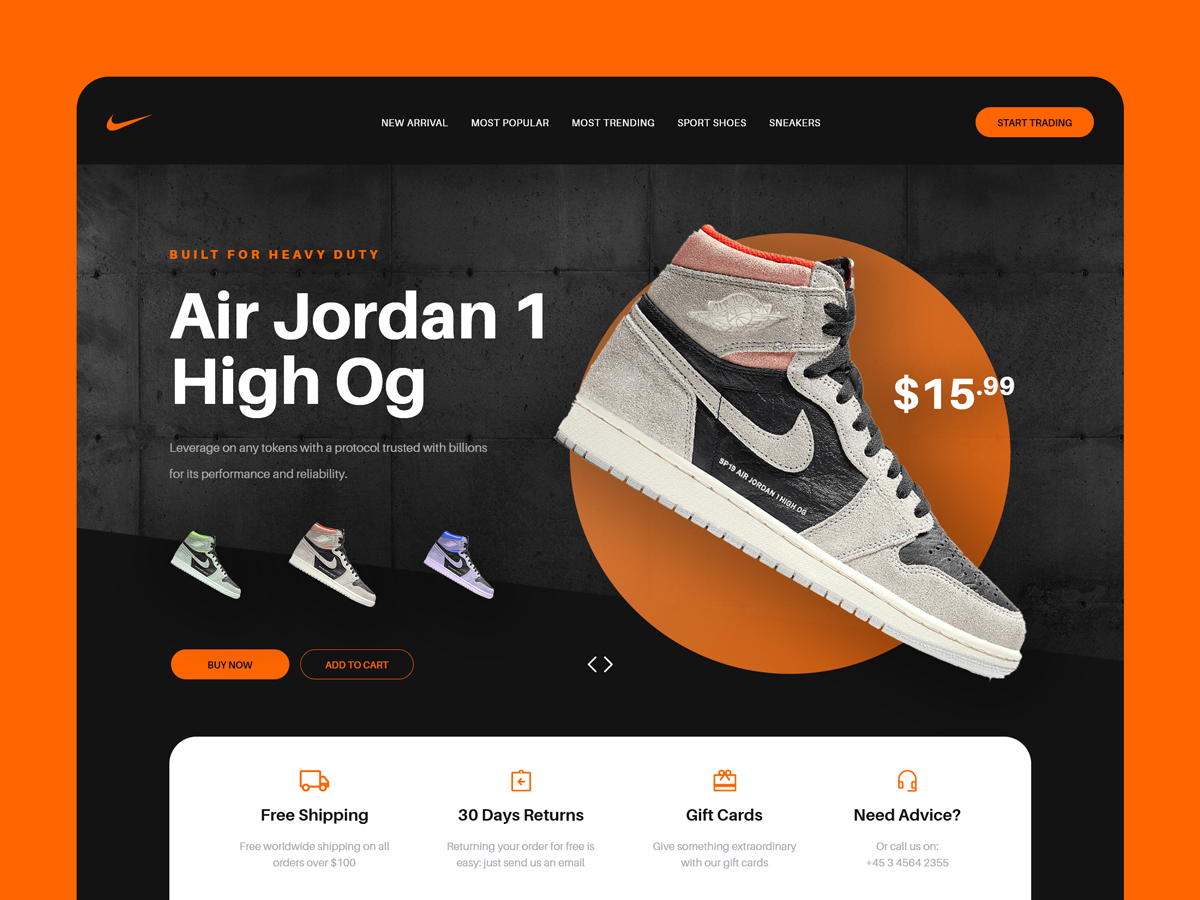 NEW ARRIVAL MOST POPULAR MOST TRENDING SPORT SHOES SNEAKERS START TRADING
BUILT FOR HEAVY DUTY
Air Jordan 1
High Og
Leverage on any tokens with a protocol trusted with billions
for its performance and reliability.
$15.99
SP19 AIR JORDAN 1 HIGH OG
BUY NOW ADD TO CART
Free Shipping
Free worldwide shipping on all
orders over $100
30 Days Returns
Returning your order for free is
easy: just send us an email
Gift Cards
Give something extraordinary
with our gift cards
Need Advice?
Or call us on:
+45 3 4564 2355